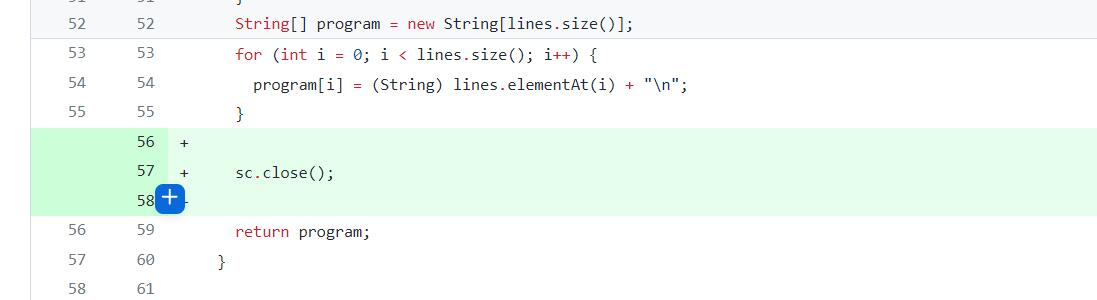 52 52 String[] program = new String[lines.size()];
53 53 for (int i = 0; i < lines.size(); i++) {
54 54 program[i] = (String) lines.elementAt(i) + "\n";
55 55 }
56 +
57 + sc.close();
58 +
56 59 return program;
57 60 }
58 61